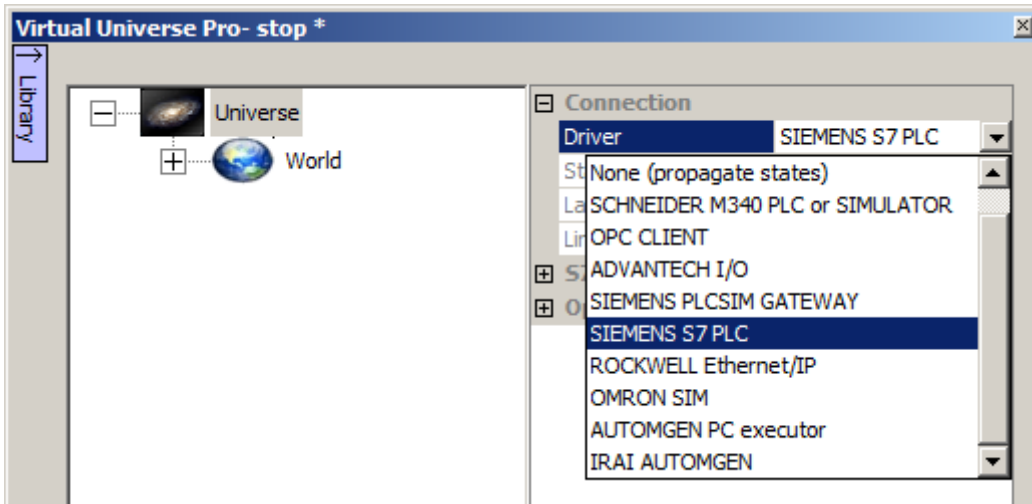 Virtual Universe Pro- stop *
Library
Universe
World
Connection
Driver SIEMENS S7 PLC
None (propagate states)
SCHNEIDER M340 PLC or SIMULATOR
OPC CLIENT
ADVANTECH I/O
SIEMENS PLCSIM GATEWAY
SIEMENS S7 PLC
ROCKWELL Ethernet/IP
OMRON SIM
AUTOMGEN PC executor
IRAI AUTOMGEN